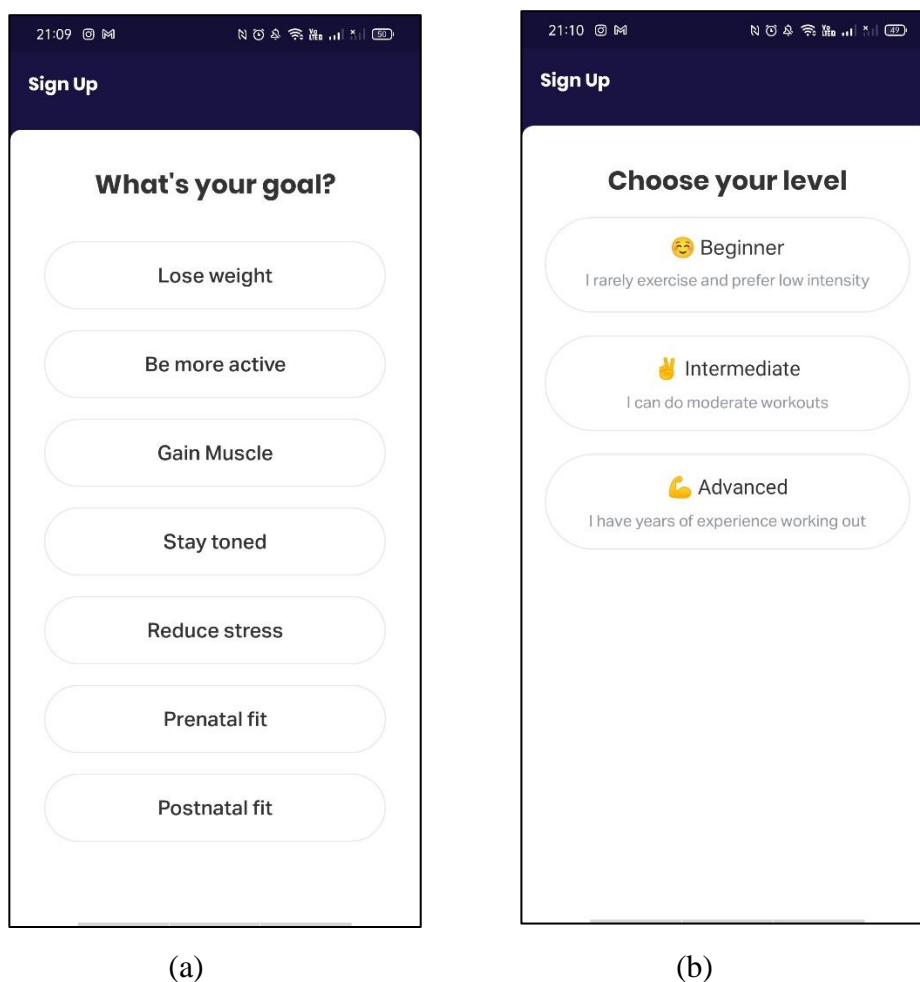 21:09
50
Sign Up
What's your goal?
Lose weight
Be more active
Gain Muscle
Stay toned
Reduce stress
Prenatal fit
Postnatal fit
(a)
21:10
49
Sign Up
Choose your level
☺️ Beginner
I rarely exercise and prefer low intensity
✌️ Intermediate
I can do moderate workouts
💪 Advanced
I have years of experience working out
(b)